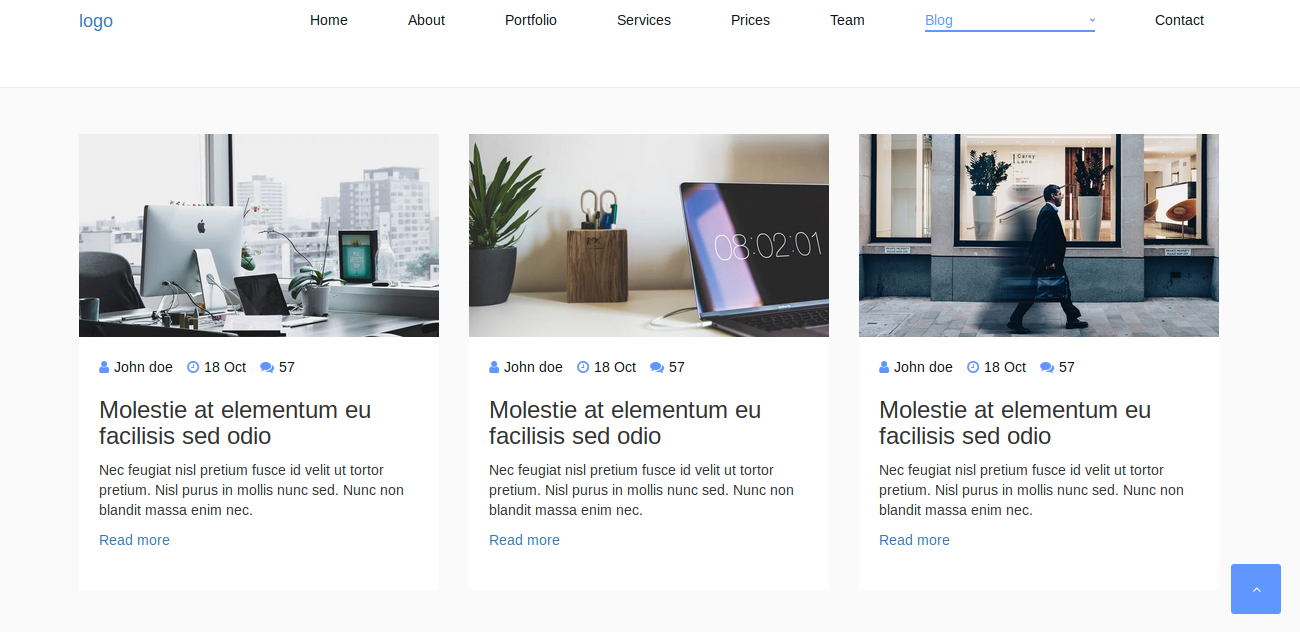 logo
Home
About
Portfolio
Services
Prices
Team
Blog
Contact
08:02:01
Carey
Lane
John doe 18 Oct 57
Molestie at elementum eu
facilisis sed odio
Nec feugiat nisl pretium fusce id velit ut tortor
pretium. Nisl purus in mollis nunc sed. Nunc non
blandit massa enim nec.
Read more
John doe 18 Oct 57
Molestie at elementum eu
facilisis sed odio
Nec feugiat nisl pretium fusce id velit ut tortor
pretium. Nisl purus in mollis nunc sed. Nunc non
blandit massa enim nec.
Read more
John doe 18 Oct 57
Molestie at elementum eu
facilisis sed odio
Nec feugiat nisl pretium fusce id velit ut tortor
pretium. Nisl purus in mollis nunc sed. Nunc non
blandit massa enim nec.
Read more